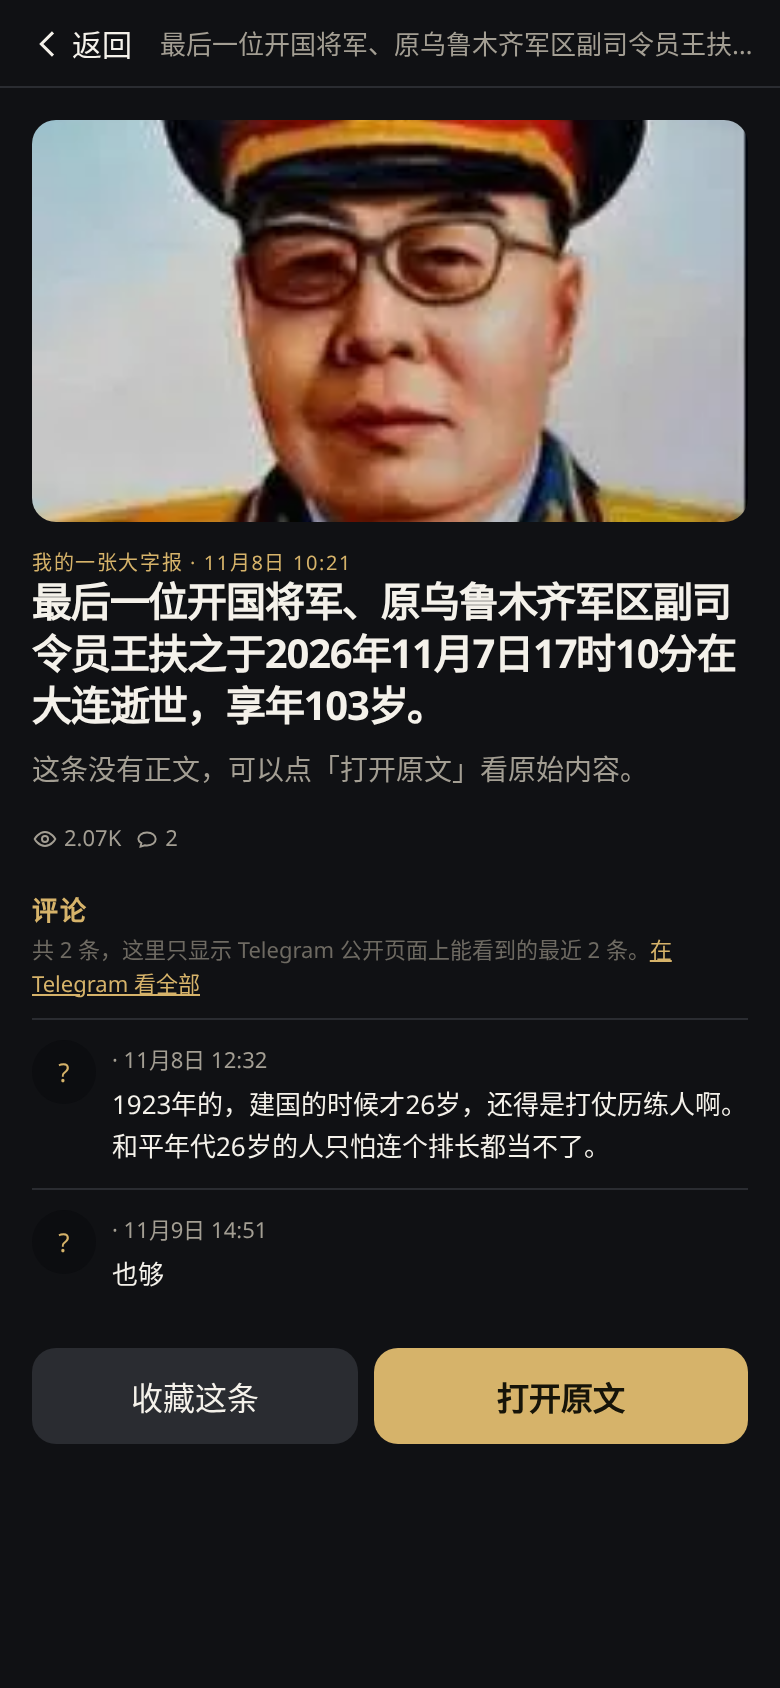 返回 最后一位开国将军、原乌鲁木齐军区副司令员王扶...
我的一张大字报 · 11月8日 10:21
最后一位开国将军、原乌鲁木齐军区副司
令员王扶之于2026年11月7日17时10分在
大连逝世，享年103岁。
这条没有正文，可以点「打开原文」看原始内容。
2.07K 2
评论
共 2 条，这里只显示 Telegram 公开页面上能看到的最近 2 条。在
Telegram 看全部
?
· 11月8日 12:32
1923年的，建国的时候才26岁，还得是打仗历练人啊。
和平年代26岁的人只怕连个排长都当不了。
?
· 11月9日 14:51
也够
收藏这条 打开原文